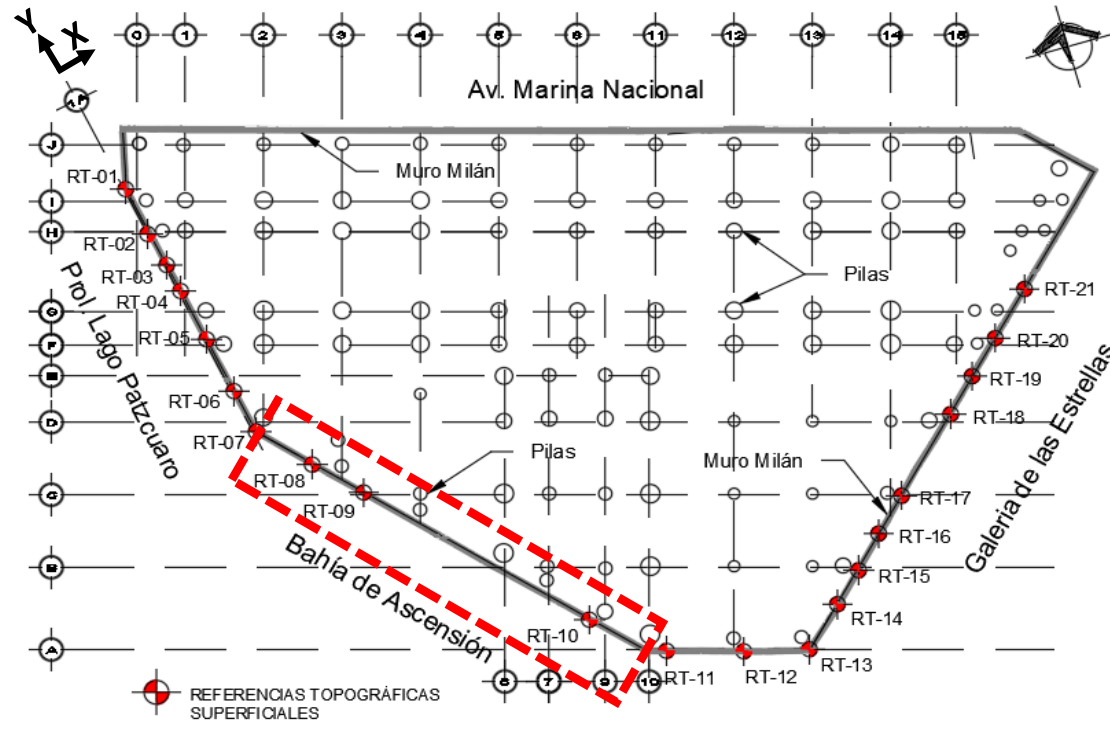 Y
X
0
1
2
3
4
5
8
11
12
13
14
15
1A
Av. Marina Nacional
J
Muro Milán
RT-01
I
H
RT-02
RT-03
Pilas
RT-04
RT-21
G
RT-05
RT-20
F
E
RT-19
RT-06
Prol. Lago Patzcuaro
D
RT-18
RT-07
Pilas
Muro Milán
RT-08
RT-09
RT-17
RT-16
Galeria de las Estrellas
Bahía de Ascensión
B
RT-15
RT-14
RT-10
A
RT-11
RT-12
RT-13
6
7
9
10
REFERENCIAS TOPOGRÁFICAS
SUPERFICIALES